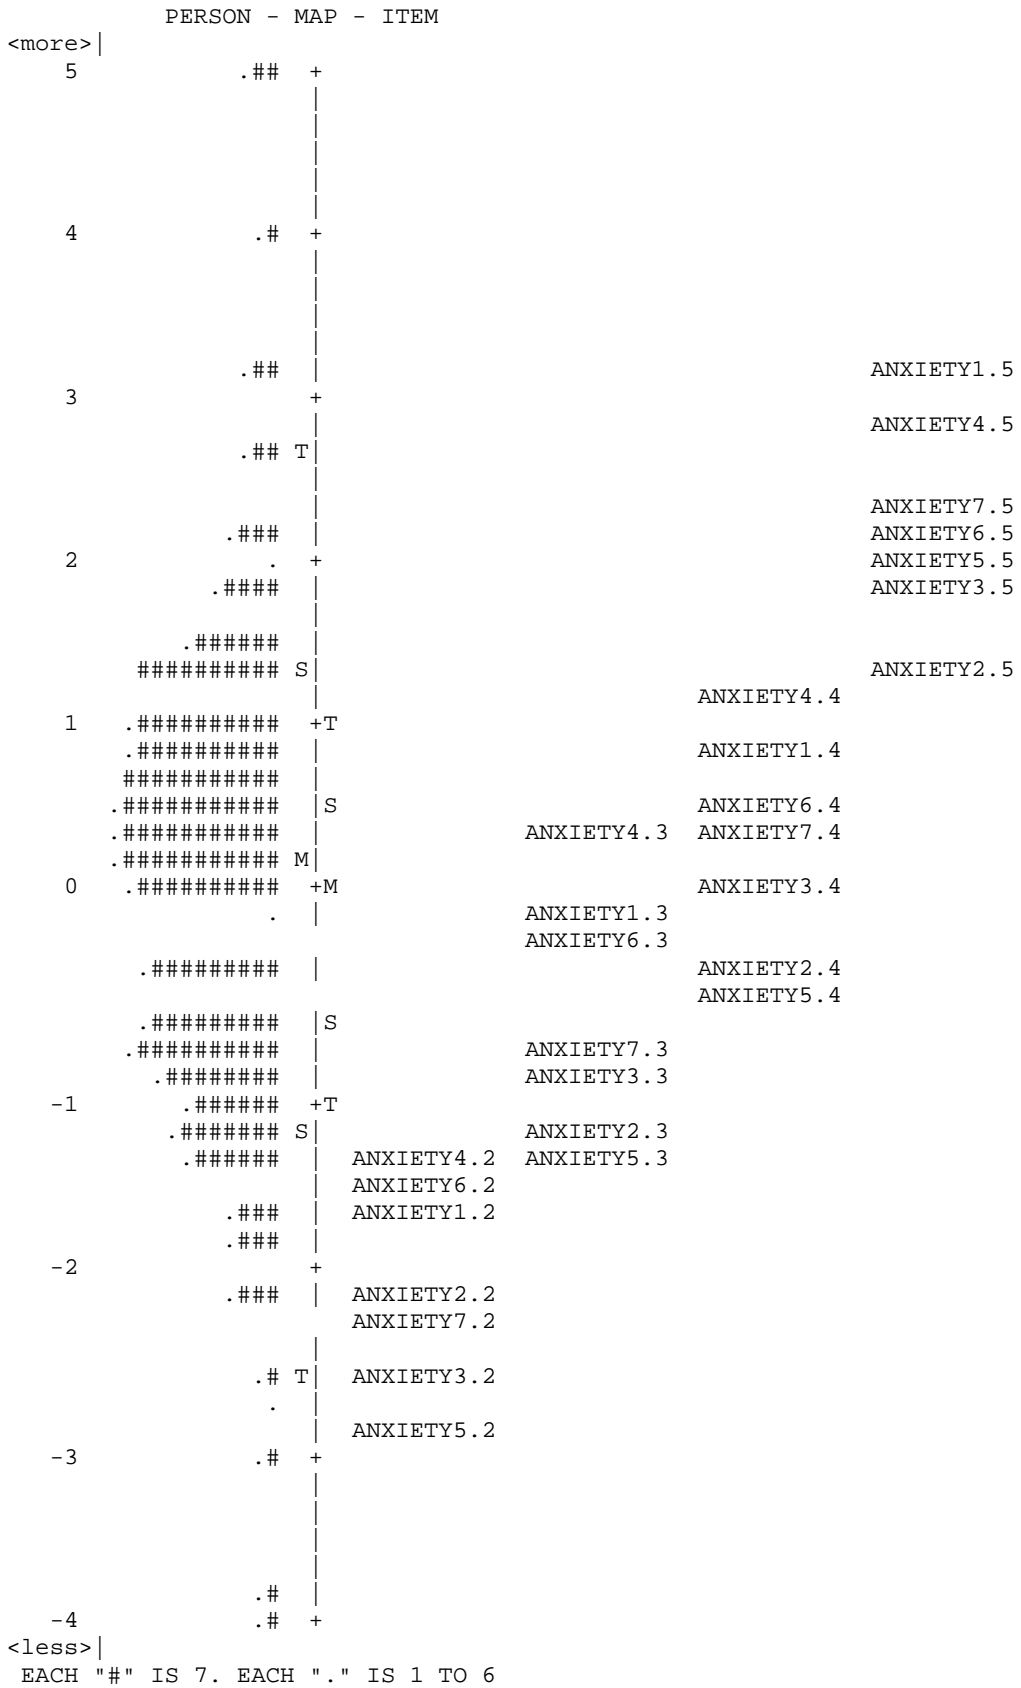 PERSON - MAP - ITEM
<more>|
5 .## +
|
|
|
|
|
4 .# +
|
|
|
|
.## | ANXIETY1.5
3 +
| ANXIETY4.5
.## T|
|
| ANXIETY7.5
.### | ANXIETY6.5
2 . + ANXIETY5.5
.#### | ANXIETY3.5
|
.###### |
########## S| ANXIETY2.5
| ANXIETY4.4
1 .########## +T
.########## | ANXIETY1.4
########### |
.########### |S ANXIETY6.4
.########### | ANXIETY4.3 ANXIETY7.4
.########### M|
0 .########## +M ANXIETY3.4
. | ANXIETY1.3
ANXIETY6.3
.######### | ANXIETY2.4
ANXIETY5.4
.######### |S
.########## | ANXIETY7.3
.######## | ANXIETY3.3
-1 .###### +T
.####### S| ANXIETY2.3
.###### | ANXIETY4.2 ANXIETY5.3
| ANXIETY6.2
.### | ANXIETY1.2
.### |
-2 +
.### | ANXIETY2.2
ANXIETY7.2
|
.# T| ANXIETY3.2
. |
| ANXIETY5.2
-3 .# +
|
|
|
|
.# |
-4 .# +
<less>|
EACH "#" IS 7. EACH "." IS 1 TO 6